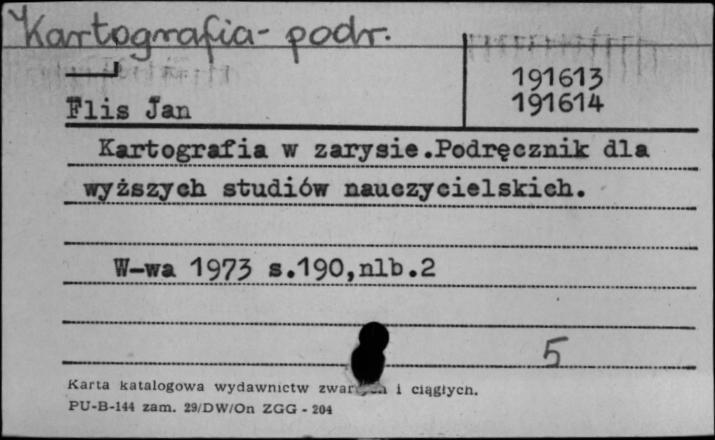 Kartografia - podr.
191613
191614
Flis Jan
Kartografia w zarysie.Podręcznik dla
wyższych studiów nauczycielskich.
W-wa 1973 s.190,nlb.2
5
Karta katalogowa wydawnictw i ciągłych.
PU-B-144 zam. 29/DW/On ZGG - 204